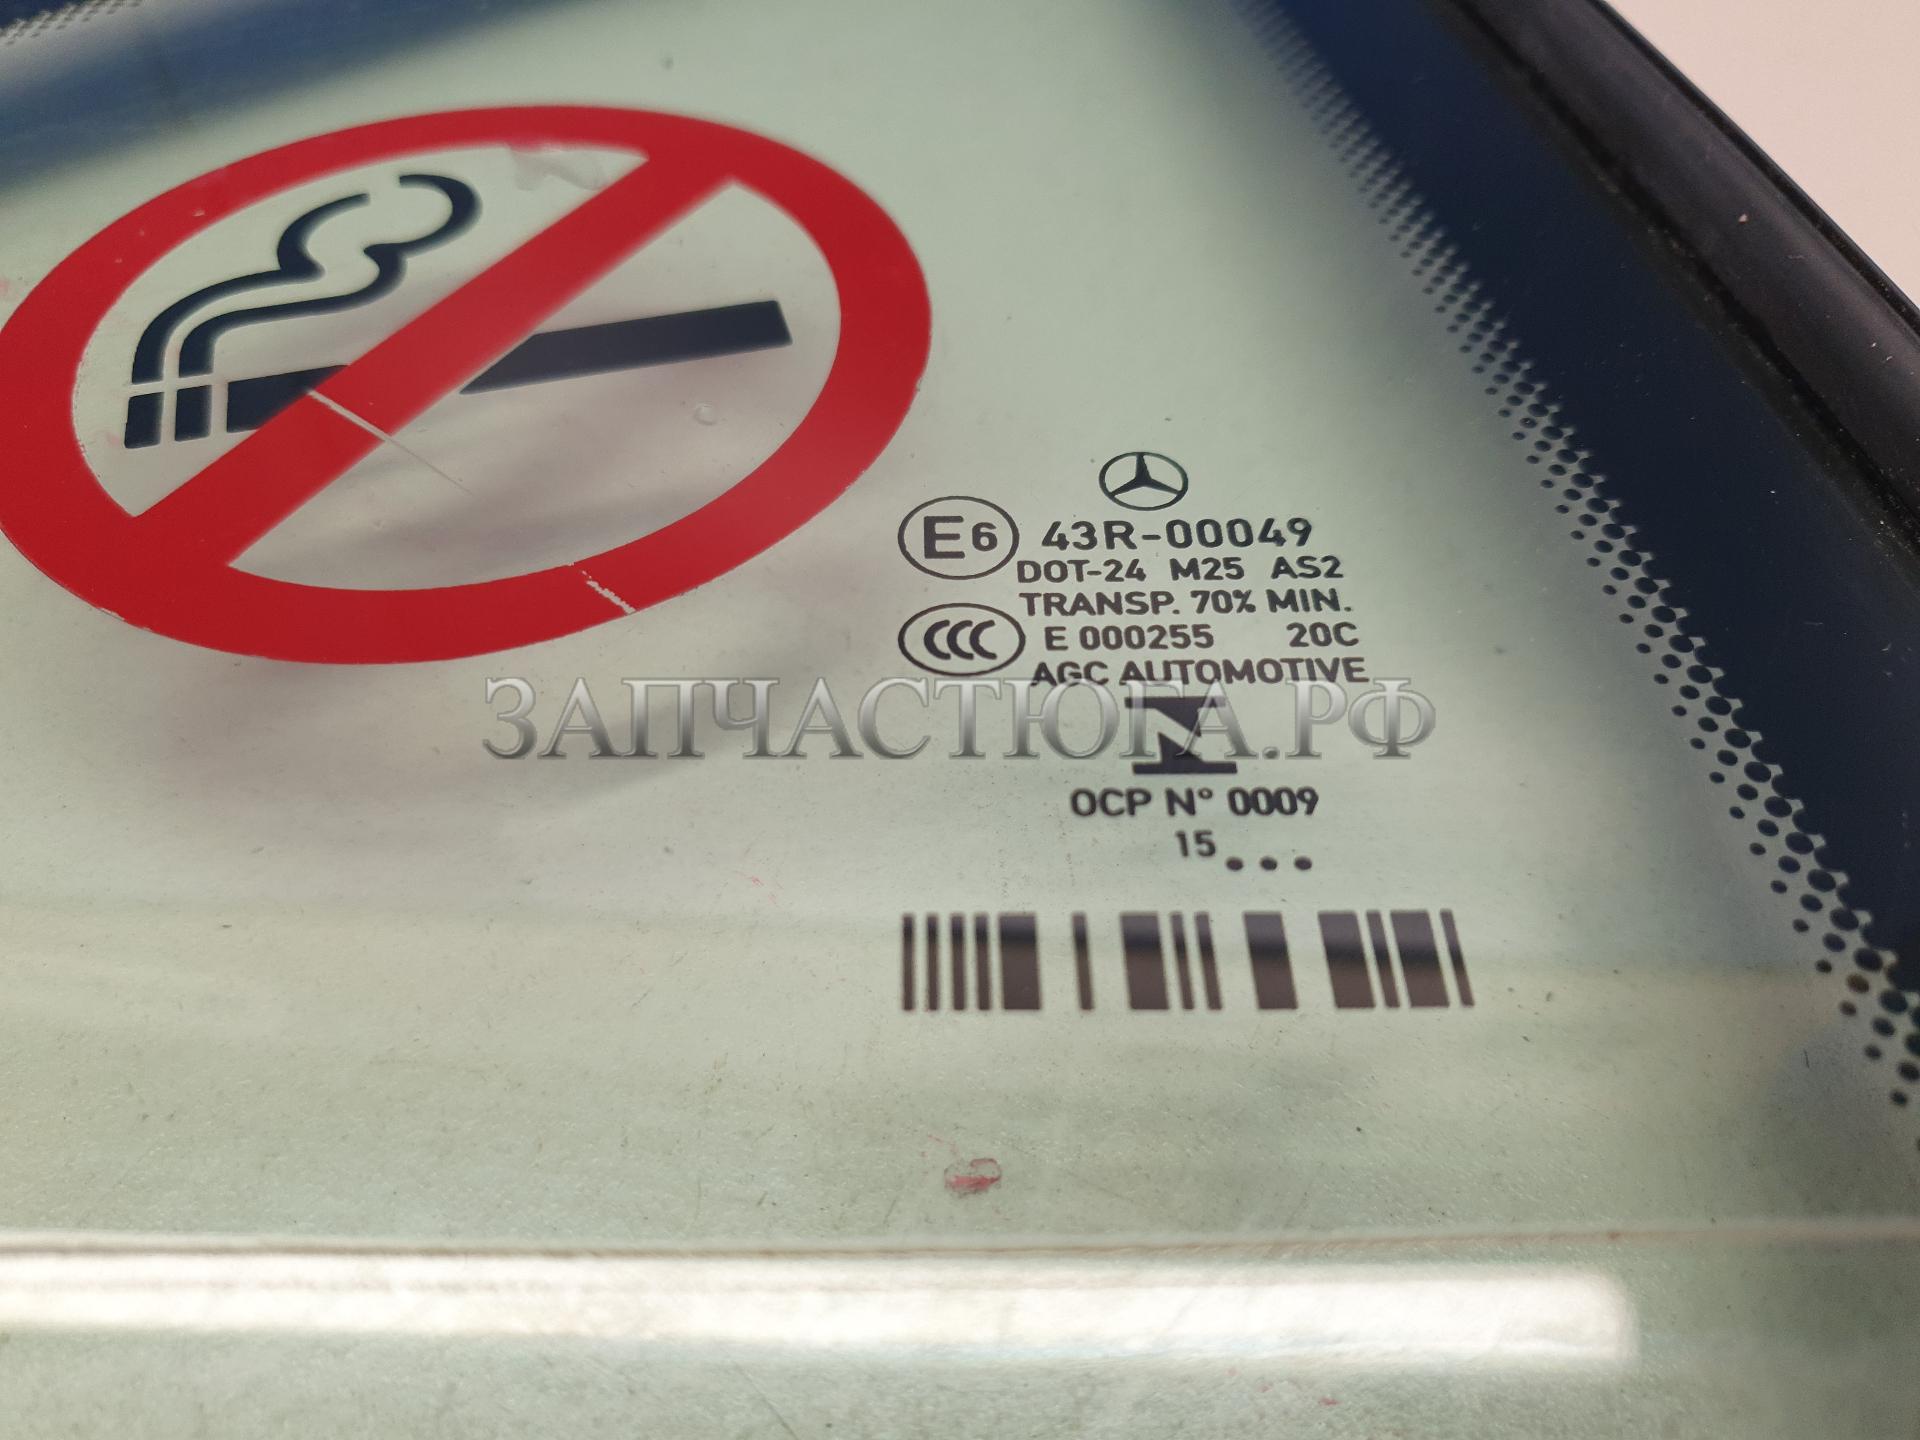 E6 43R-00049
DOT-24 M25 AS2
TRANSP. 70% MIN.
CCC E 000255 20C
AGC AUTOMOTIVE
ЗАПЧАСТЮГА.РФ
OCP N° 0009
15...